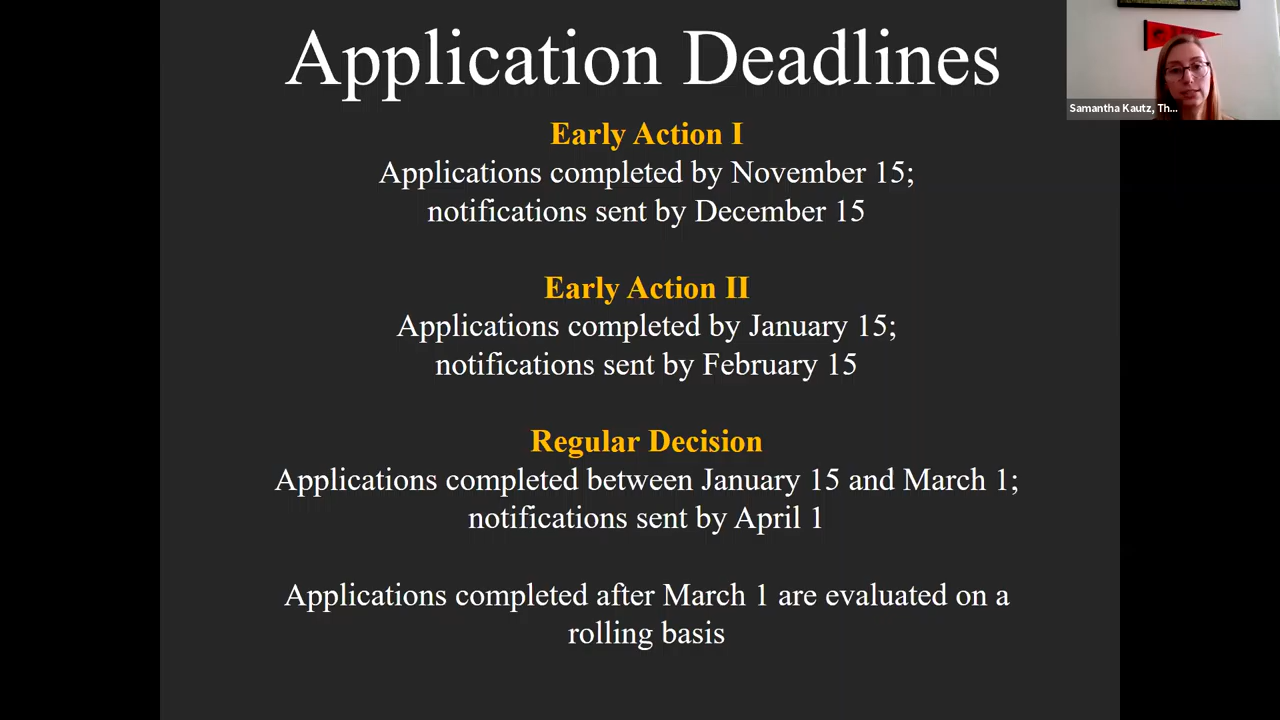 Application Deadlines
Early Action I
Applications completed by November 15;
notifications sent by December 15
Early Action II
Applications completed by January 15;
notifications sent by February 15
Regular Decision
Applications completed between January 15 and March 1;
notifications sent by April 1
Applications completed after March 1 are evaluated on a
rolling basis
Samantha Kautz, Th...